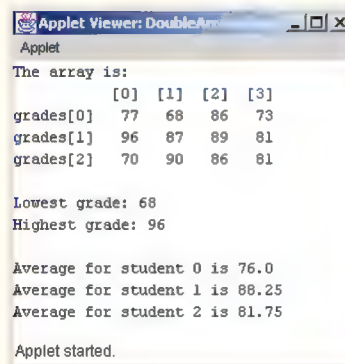 Applet Viewer: DoubleArr
Applet
The array is:
[0] [1] [2] [3]
grades[0] 77 68 86 73
grades[1] 96 87 89 81
grades[2] 70 90 86 81
Lowest grade: 68
Highest grade: 96
Average for student 0 is 76.0
Average for student 1 is 88.25
Average for student 2 is 81.75
Applet started.